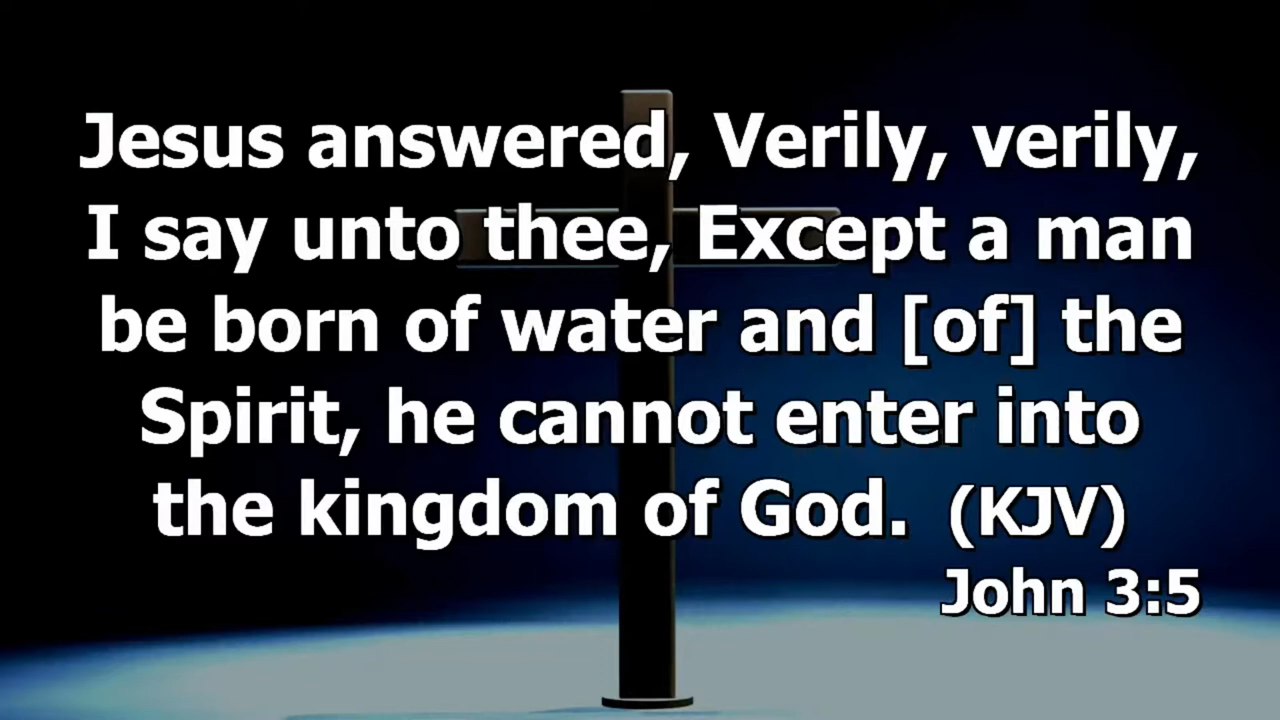 Jesus answered, Verily, verily,
I say unto thee, Except a man
be born of water and [of] the
Spirit, he cannot enter into
the kingdom of God. (KJV)
John 3:5